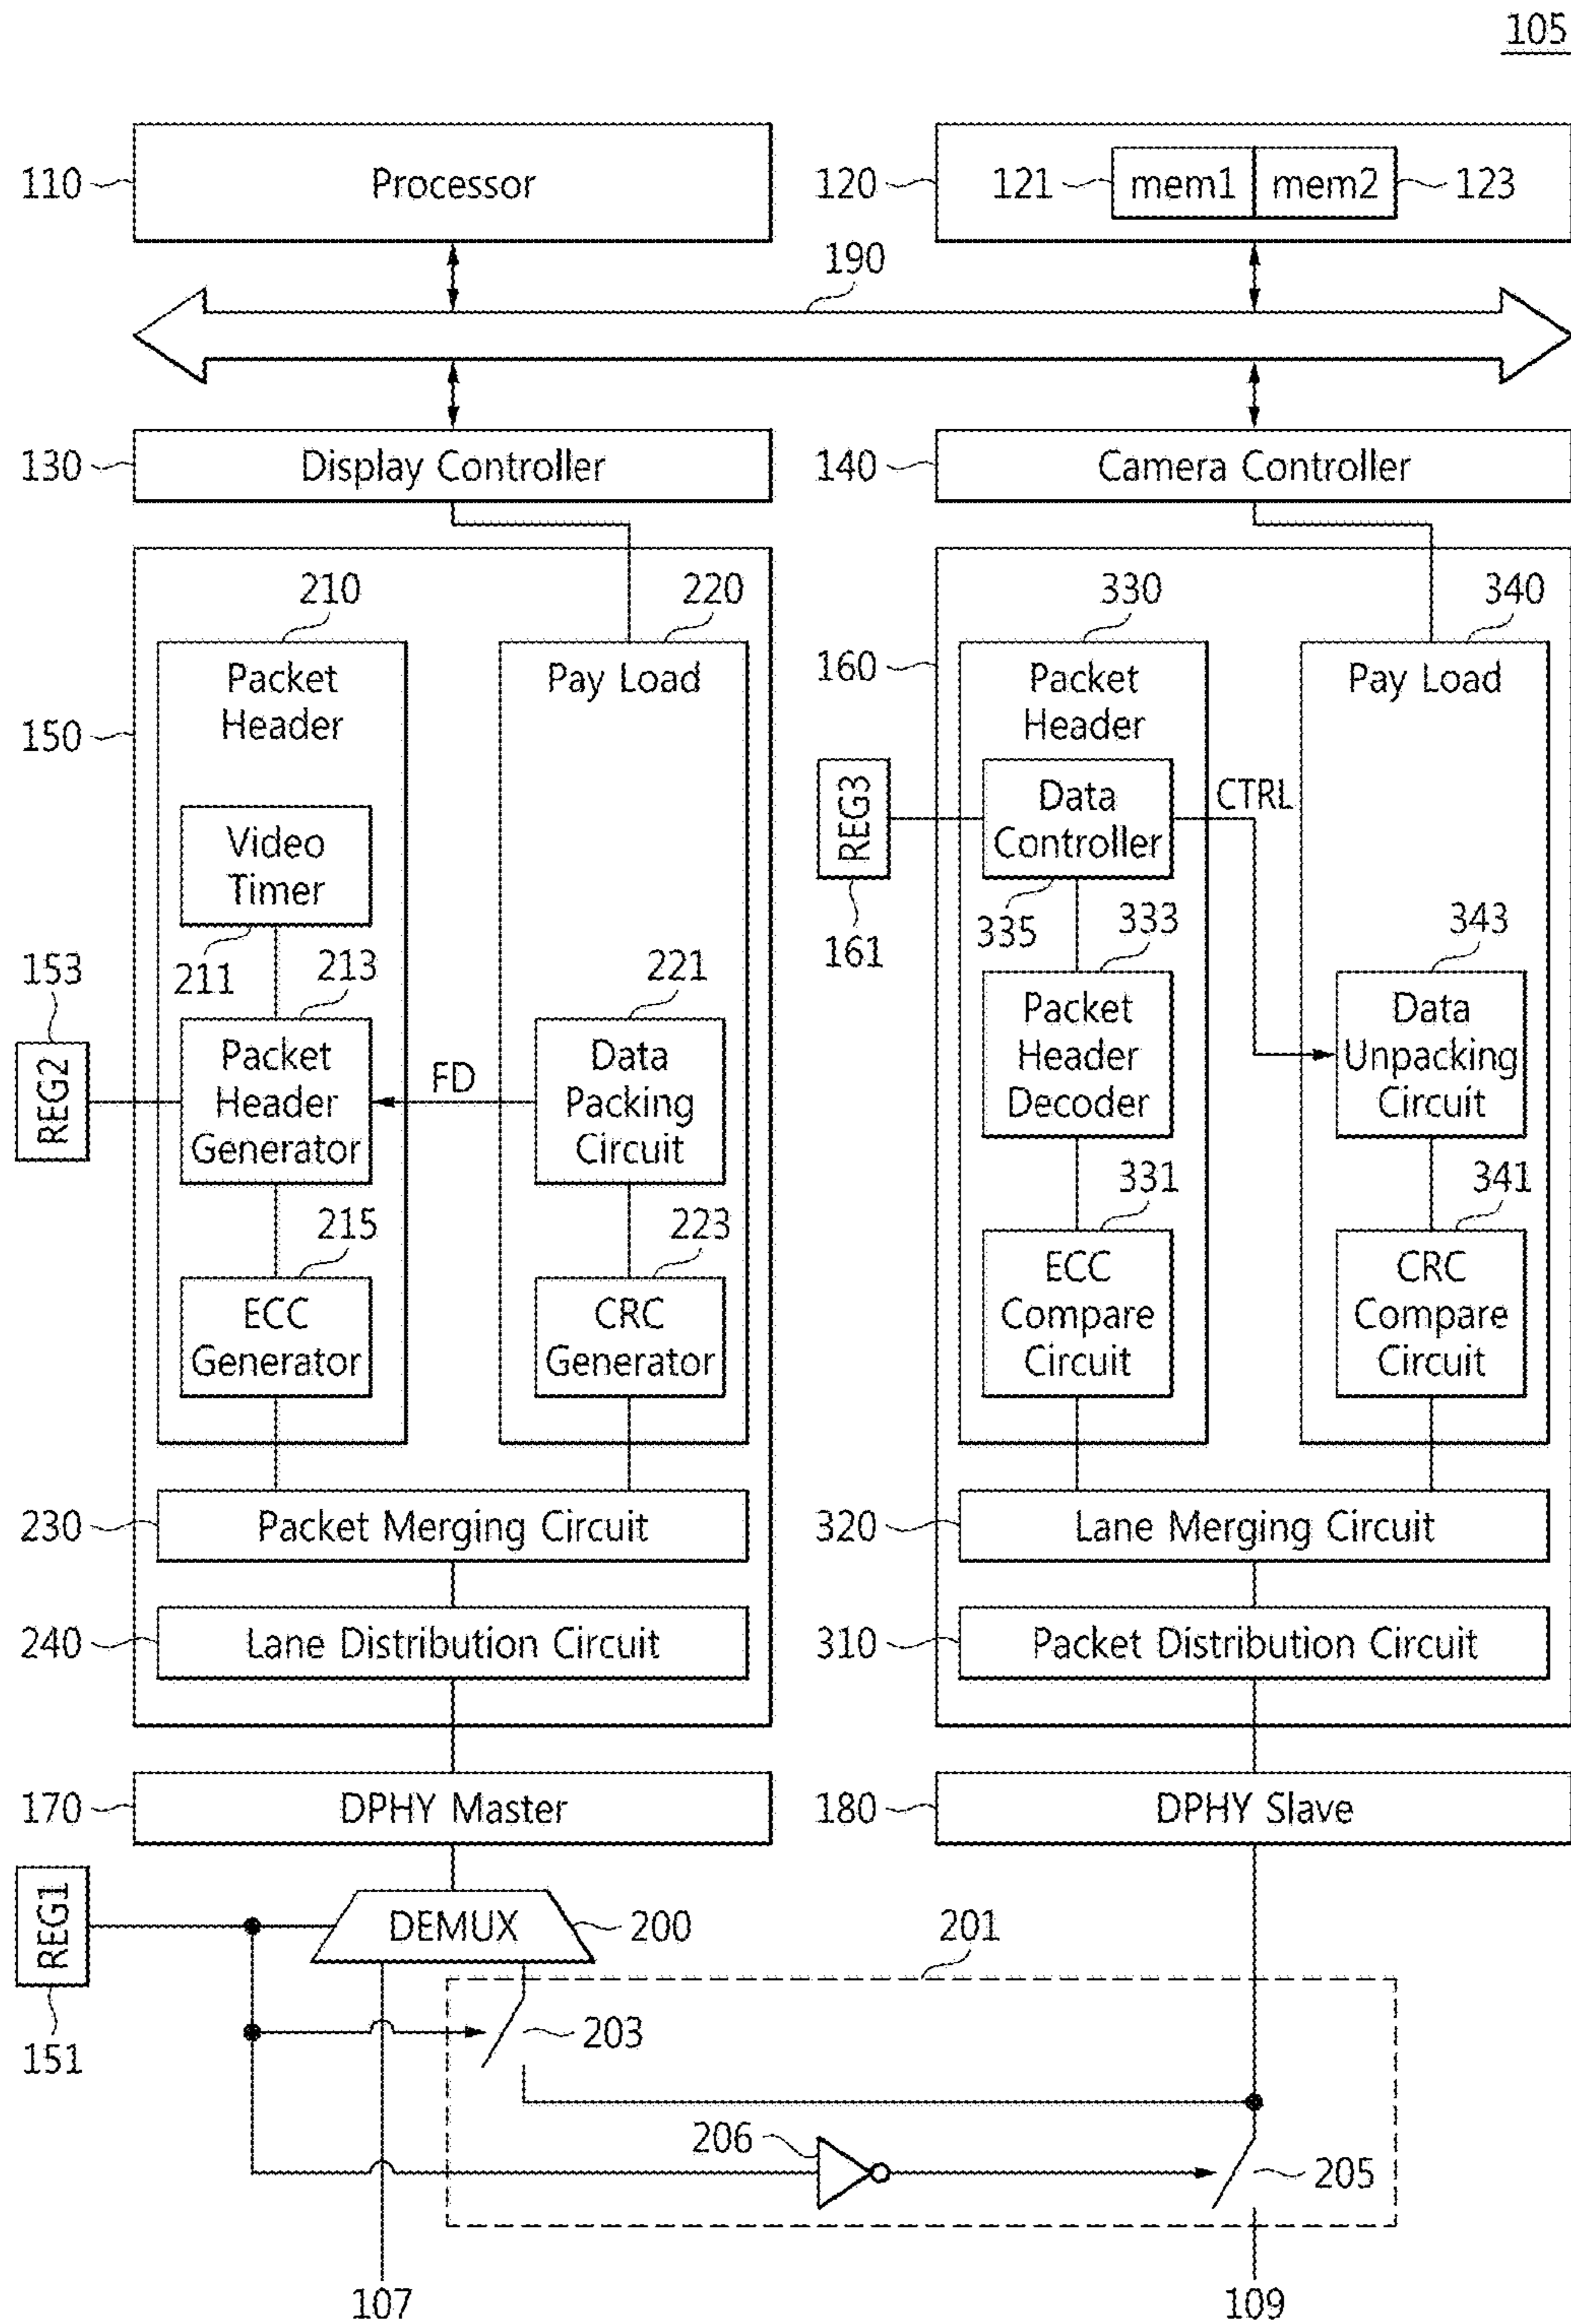 105
110
Processor
120
121
mem1
mem2
123
190
130
Display Controller
140
Camera Controller
150
210
Packet
Header
220
Pay Load
160
330
Packet
Header
340
Pay Load
Video
Timer
211
REG3
161
Data
Controller
335
CTRL
153
REG2
213
Packet
Header
Generator
FD
221
Data
Packing
Circuit
333
Packet
Header
Decoder
343
Data
Unpacking
Circuit
215
ECC
Generator
223
CRC
Generator
331
ECC
Compare
Circuit
341
CRC
Compare
Circuit
230
Packet Merging Circuit
320
Lane Merging Circuit
240
Lane Distribution Circuit
310
Packet Distribution Circuit
170
DPHY Master
180
DPHY Slave
REG1
151
DEMUX
200
201
203
206
205
107
109